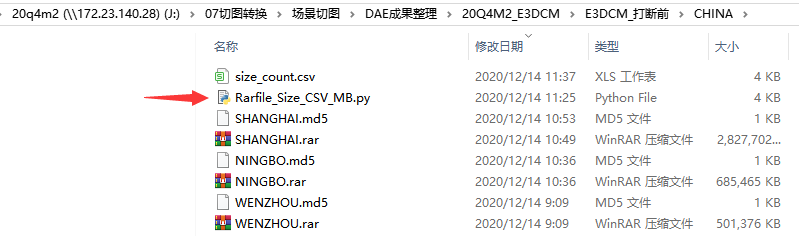 20q4m2 (\\172.23.140.28) (J:) > 07切图转换 > 场景切图 > DAE成果整理 > 20Q4M2_E3DCM > E3DCM_打断前 > CHINA >
名称 修改日期 类型 大小
size_count.csv 2020/12/14 11:37 XLS 工作表 4 KB
Rarfile_Size_CSV_MB.py 2020/12/14 11:25 Python File 4 KB
SHANGHAI.md5 2020/12/14 10:53 MD5 文件 1 KB
SHANGHAI.rar 2020/12/14 10:49 WinRAR 压缩文件 2,827,702...
NINGBO.md5 2020/12/14 10:36 MD5 文件 1 KB
NINGBO.rar 2020/12/14 10:36 WinRAR 压缩文件 685,465 KB
WENZHOU.md5 2020/12/14 9:09 MD5 文件 1 KB
WENZHOU.rar 2020/12/14 9:09 WinRAR 压缩文件 501,376 KB